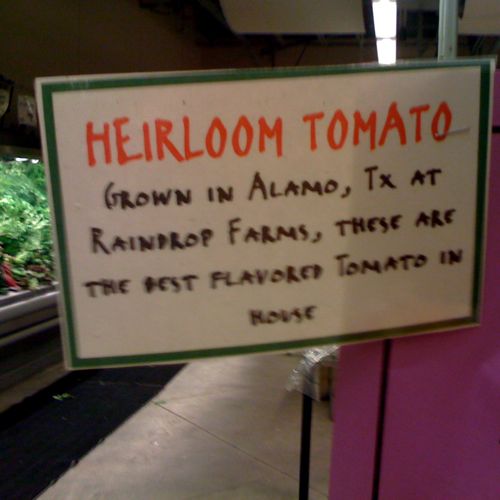 HEIRLOOM TOMATO
GROWN IN ALAMO, TX AT
RAINDROP FARMS, THESE ARE
THE BEST FLAVORED TOMATO IN
HOUSE